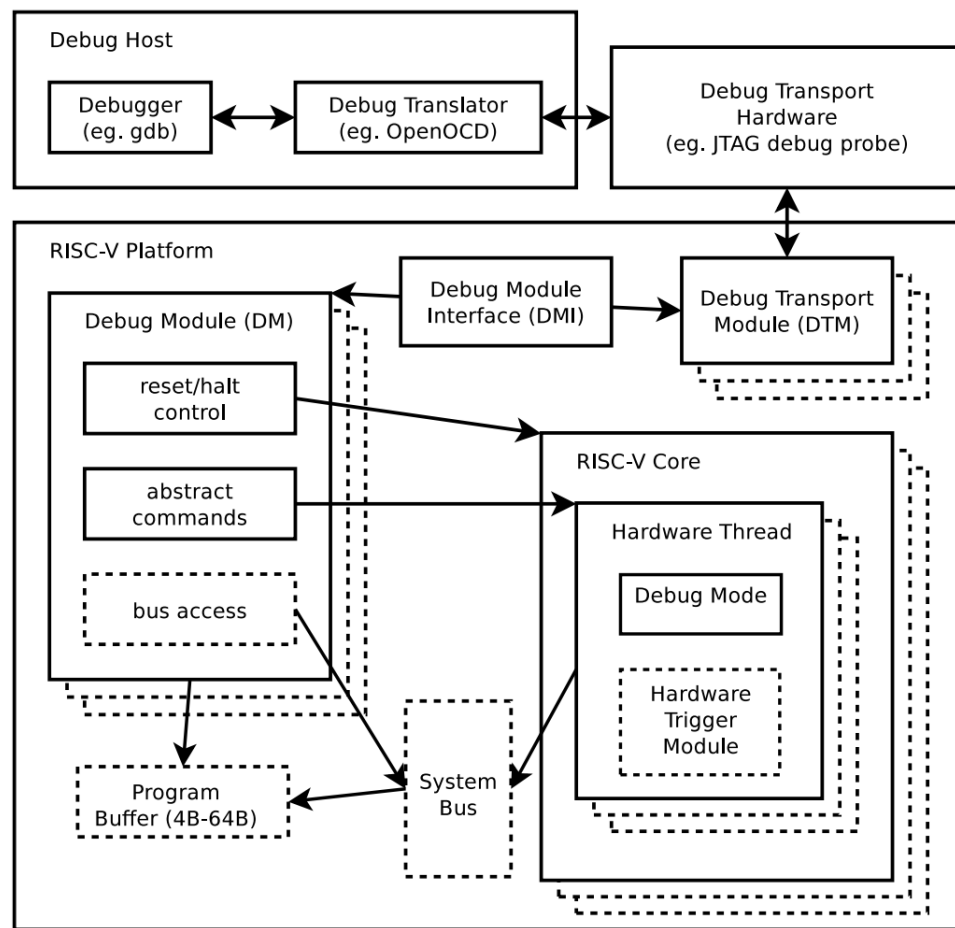 Debug Host
Debugger
(eg. gdb)
Debug Translator
(eg. OpenOCD)
Debug Transport
Hardware
(eg. JTAG debug probe)
RISC-V Platform
Debug Module
Interface (DMI)
Debug Transport
Module (DTM)
Debug Module (DM)
reset/halt
control
abstract
commands
bus access
RISC-V Core
Hardware Thread
Debug Mode
Hardware
Trigger
Module
System
Bus
Program
Buffer (4B-64B)